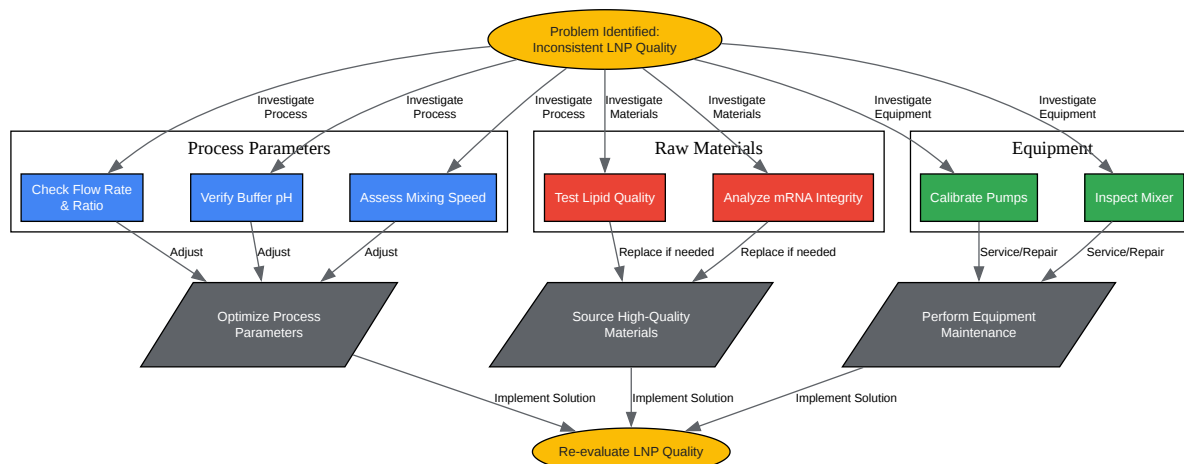 Problem Identified:
Inconsistent LNP Quality
Investigate
Process
Investigate
Process
Investigate
Process
Investigate
Materials
Investigate
Materials
Investigate
Equipment
Investigate
Equipment
Process Parameters
Raw Materials
Equipment
Check Flow Rate
& Ratio
Verify Buffer pH
Assess Mixing Speed
Test Lipid Quality
Analyze mRNA Integrity
Calibrate Pumps
Inspect Mixer
Adjust
Adjust
Adjust
Replace if needed
Replace if needed
Service/Repair
Service/Repair
Optimize Process
Parameters
Source High-Quality
Materials
Perform Equipment
Maintenance
Implement Solution
Implement Solution
Implement Solution
Re-evaluate LNP Quality